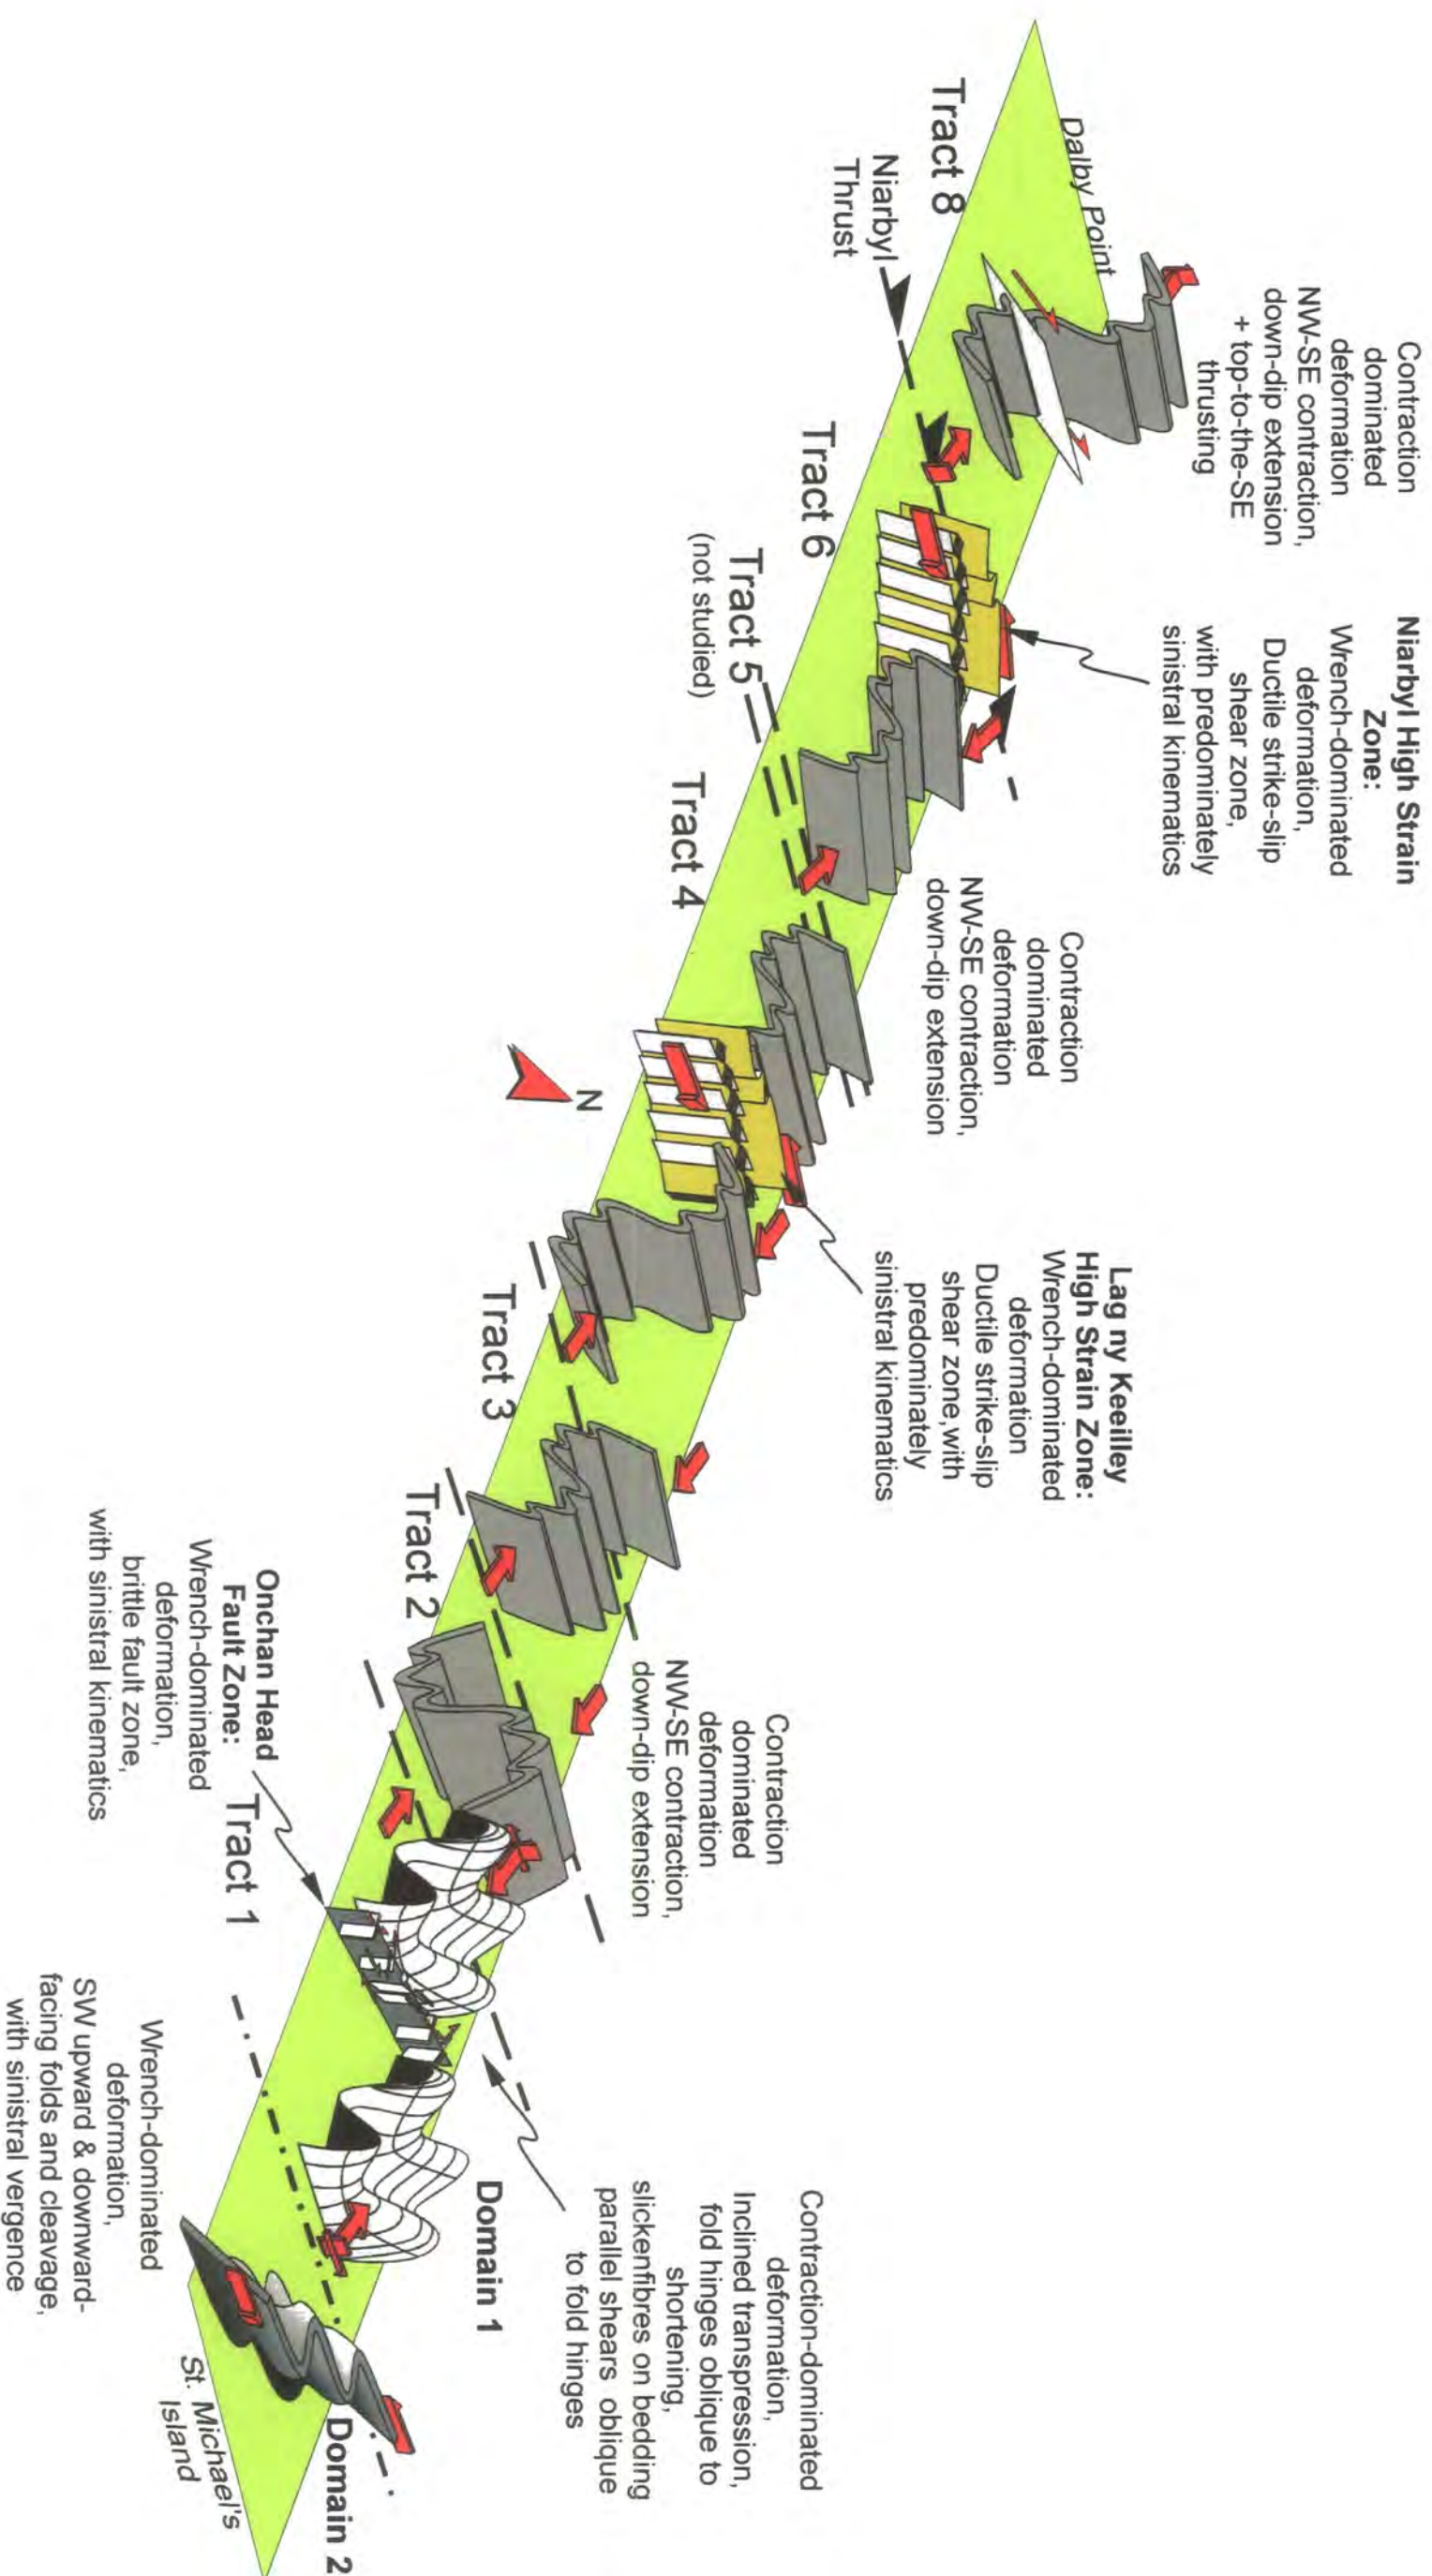 Contraction
dominated
deformation
NW-SE contraction,
down-dip extension
+ top-to-the-SE
thrusting
Dalby Point
Tract 8
Niarbyl
Thrust
Niarbyl High Strain
Zone:
Wrench-dominated
deformation,
Ductile strike-slip
shear zone,
with predominately
sinistral kinematics
Tract 6
Tract 5
(not studied)
Contraction
dominated
deformation
NW-SE contraction,
down-dip extension
Tract 4
N
Lag ny Keeilley
High Strain Zone:
Wrench-dominated
deformation
Ductile strike-slip
shear zone,with
predominately
sinistral kinematics
Tract 3
Tract 2
Contraction
dominated
deformation
NW-SE contraction,
down-dip extension
Onchan Head
Fault Zone:
Wrench-dominated
deformation,
brittle fault zone,
with sinistral kinematics
Tract 1
Contraction-dominated
deformation,
Inclined transpression,
fold hinges oblique to
shortening,
slickenfibres on bedding
parallel shears oblique
to fold hinges
Domain 1
Wrench-dominated
deformation,
SW upward & downward-
facing folds and cleavage,
with sinistral vergence
Domain 2
St. Michael's
Island